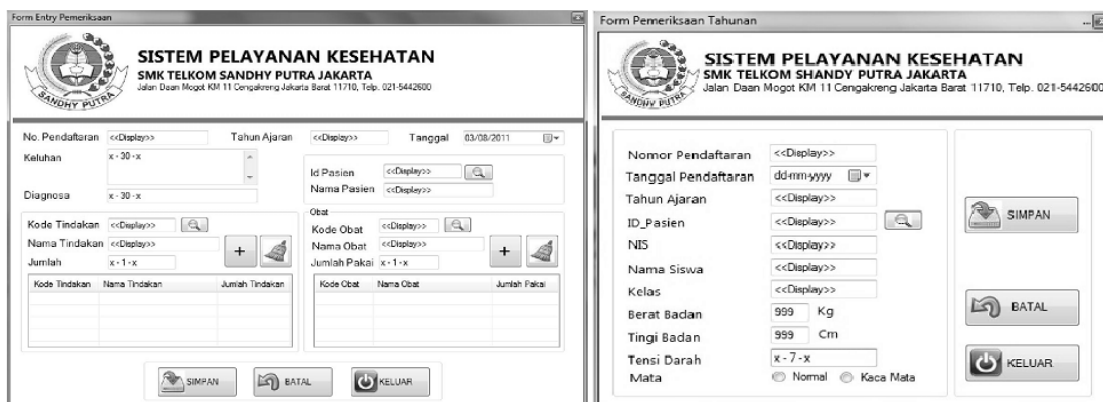 Form Entry Pemeriksaan
SANDHY PUTRA
SISTEM PELAYANAN KESEHATAN
SMK TELKOM SANDHY PUTRA JAKARTA
Jalan Daan Mogot KM 11 Cengakreng Jakarta Barat 11710, Telp. 021-5442600
No. Pendaftaran <<Display>> Tahun Ajaran <<Display>> Tanggal 03/08/2011
Keluhan x - 30 - x
Diagnosa x - 30 - x
Id Pasien <<Display>>
Nama Pasien <<Display>>
Kode Tindakan <<Display>>
Nama Tindakan <<Display>>
Jumlah x - 1 - x
+
Kode Tindakan Nama Tindakan Jumlah Tindakan
Obat
Kode Obat <<Display>>
Nama Obat <<Display>>
Jumlah Pakai x - 1 - x
+
Kode Obat Nama Obat Jumlah Pakai
SIMPAN BATAL KELUAR
Form Pemeriksaan Tahunan
SANDHY PUTRA
SISTEM PELAYANAN KESEHATAN
SMK TELKOM SHANDY PUTRA JAKARTA
Jalan Daan Mogot KM 11 Cengakreng Jakarta Barat 11710, Telp. 021-5442600
Nomor Pendaftaran <<Display>>
Tanggal Pendaftaran dd-mm-yyyy
Tahun Ajaran <<Display>>
ID_Pasien <<Display>>
NIS <<Display>>
Nama Siswa <<Display>>
Kelas <<Display>>
Berat Badan 999 Kg
Tingi Badan 999 Cm
Tensi Darah x - 7 - x
Mata Normal Kaca Mata
SIMPAN
BATAL
KELUAR